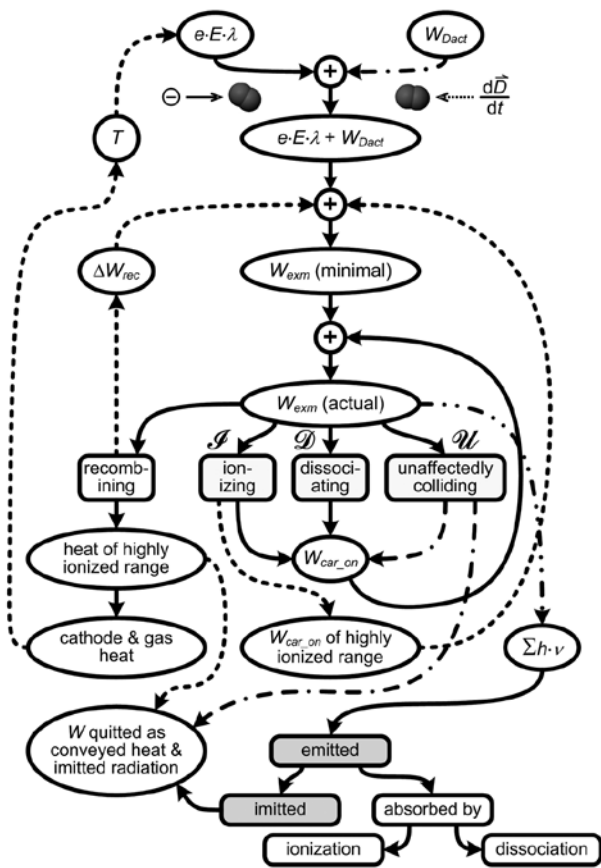 e·E·λ
W_Dact
+
⊖
dD⃗
dt
T
e·E·λ + W_Dact
+
ΔW_rec
W_exm (minimal)
+
W_exm (actual)
ℐ
𝒟
𝒰
recomb-
ining
ion-
izing
dissoci-
ating
unaffectedly
colliding
heat of highly
ionized range
W_car_on
cathode & gas
heat
W_car_on of highly
ionized range
Σh·ν
W quitted as
conveyed heat &
imitted radiation
emitted
imitted
absorbed by
ionization
dissociation